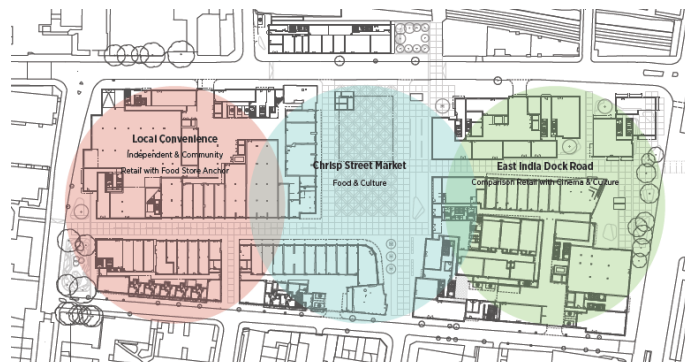 Local Convenience
Independent & Community
Retail with Food Store Anchor
Chrisp Street Market
Food & Culture
East India Dock Road
Comparison Retail with Cinema & Culture